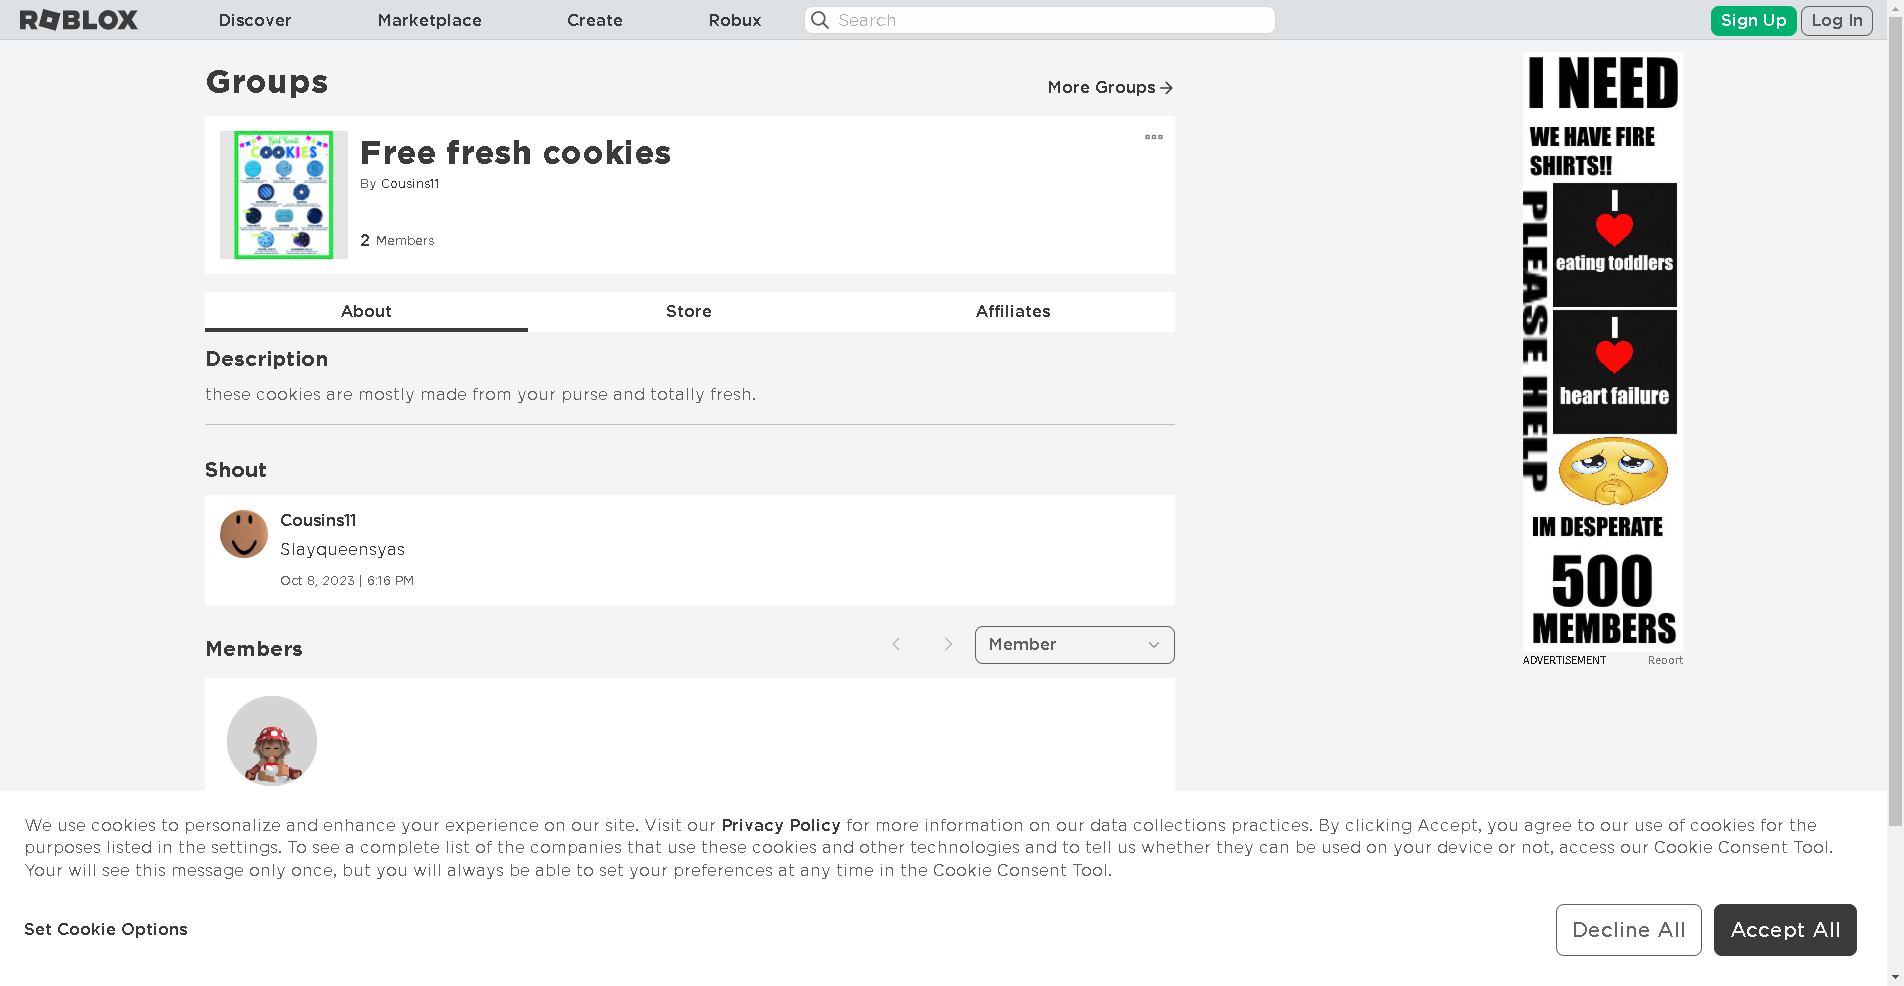 ROBLOX
Discover
Marketplace
Create
Robux
Search
Sign Up
Log In
Groups
More Groups
COOKIES
Free fresh cookies
By Cousins11
2 Members
About
Store
Affiliates
Description
these cookies are mostly made from your purse and totally fresh.
Shout
Cousins11
Slayqueensyas
Oct 8, 2023 | 6:16 PM
Members
Member
I NEED
WE HAVE FIRE
SHIRTS!!
PLEASE HELP
I
eating toddlers
I
heart failure
IM DESPERATE
500
MEMBERS
ADVERTISEMENT
Report
We use cookies to personalize and enhance your experience on our site. Visit our Privacy Policy for more information on our data collections practices. By clicking Accept, you agree to our use of cookies for the
purposes listed in the settings. To see a complete list of the companies that use these cookies and other technologies and to tell us whether they can be used on your device or not, access our Cookie Consent Tool.
Your will see this message only once, but you will always be able to set your preferences at any time in the Cookie Consent Tool.
Set Cookie Options
Decline All
Accept All